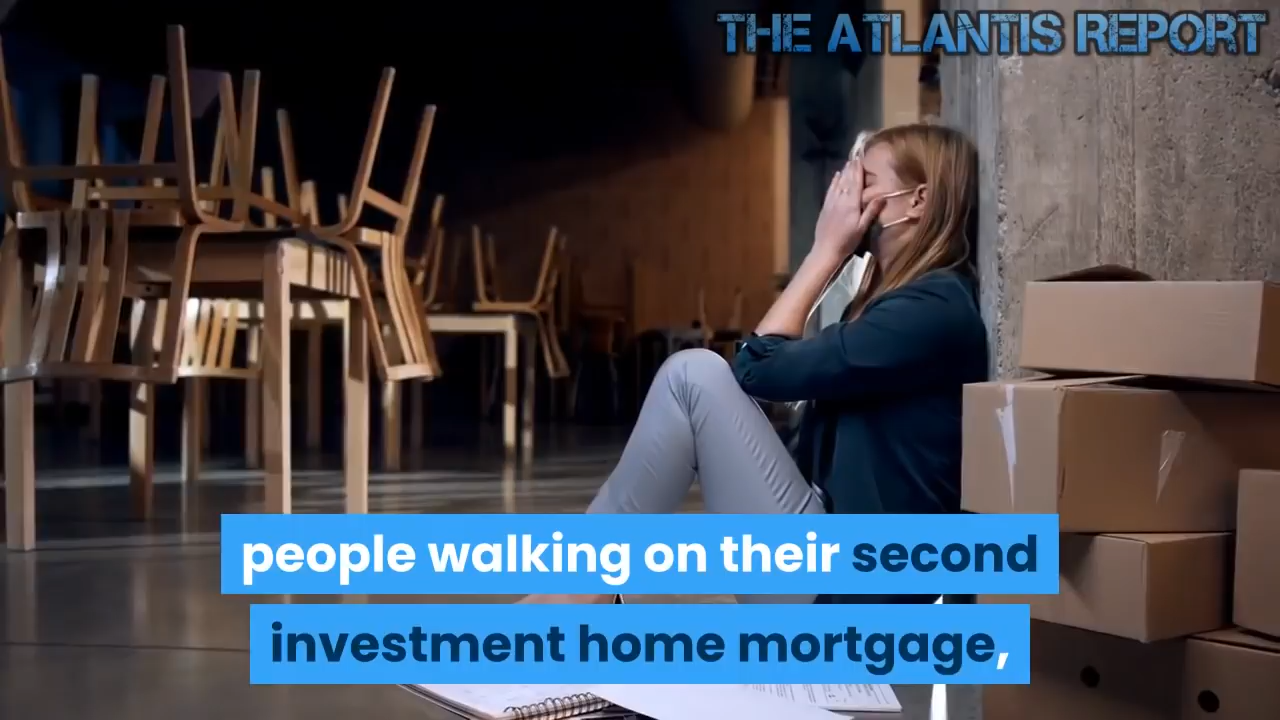 THE ATLANTIS REPORT
people walking on their second
investment home mortgage,